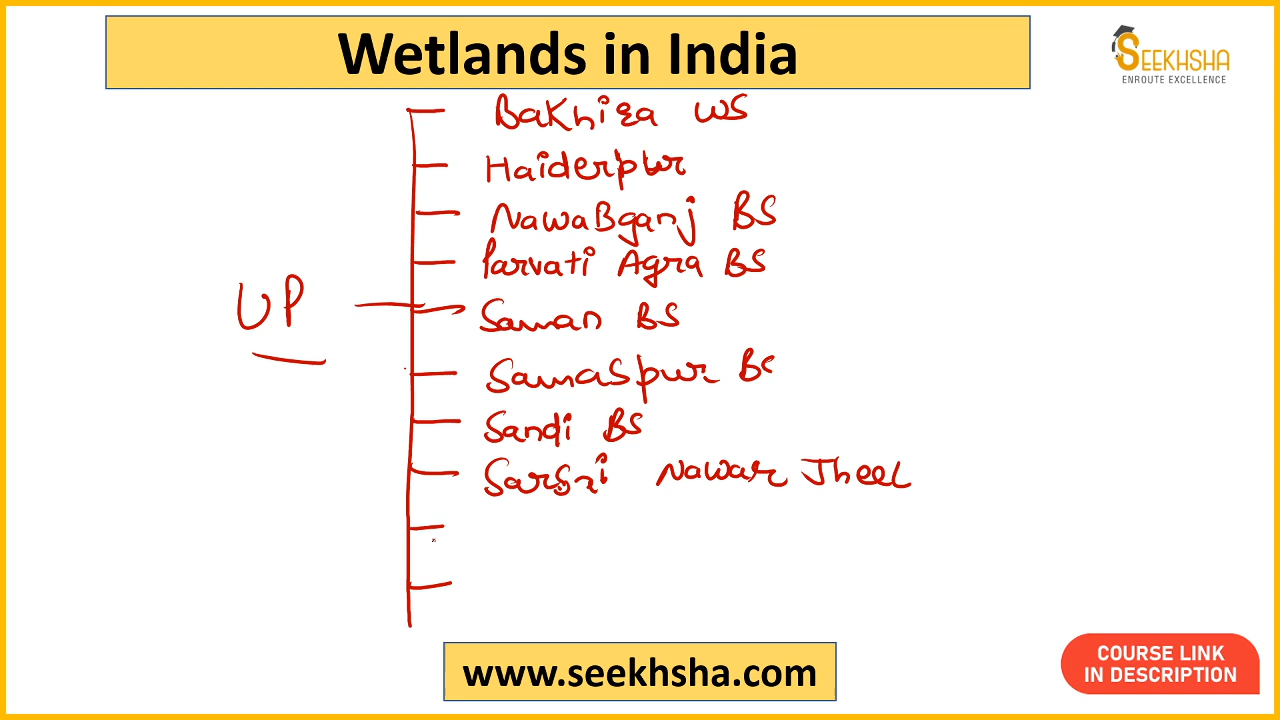 Wetlands in India
SEEKHSHA
ENROUTE EXCELLENCE
Bakhira WS
Haiderpur
NawaBganj BS
Parvati Agra BS
UP
Saman BS
Samaspur BS
Sandi BS
Sarsai Nawar Jheel
www.seekhsha.com
COURSE LINK
IN DESCRIPTION